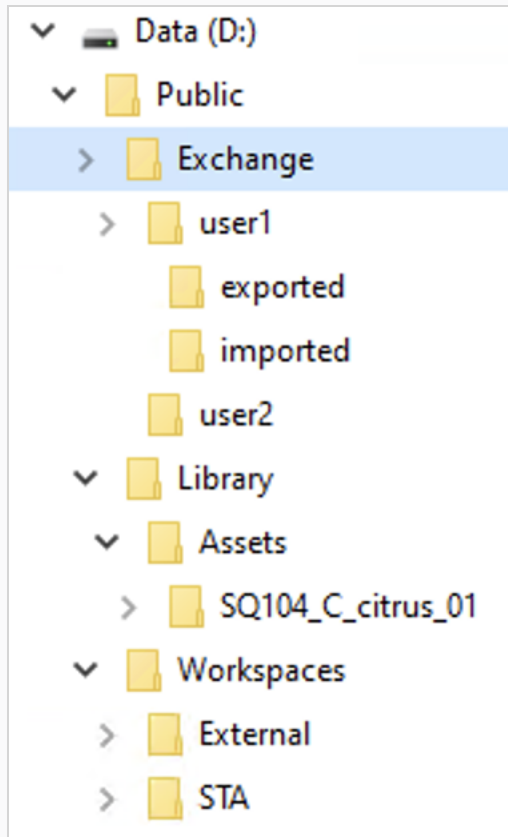 Data (D:)
Public
Exchange
user1
exported
imported
user2
Library
Assets
SQ104_C_citrus_01
Workspaces
External
STA